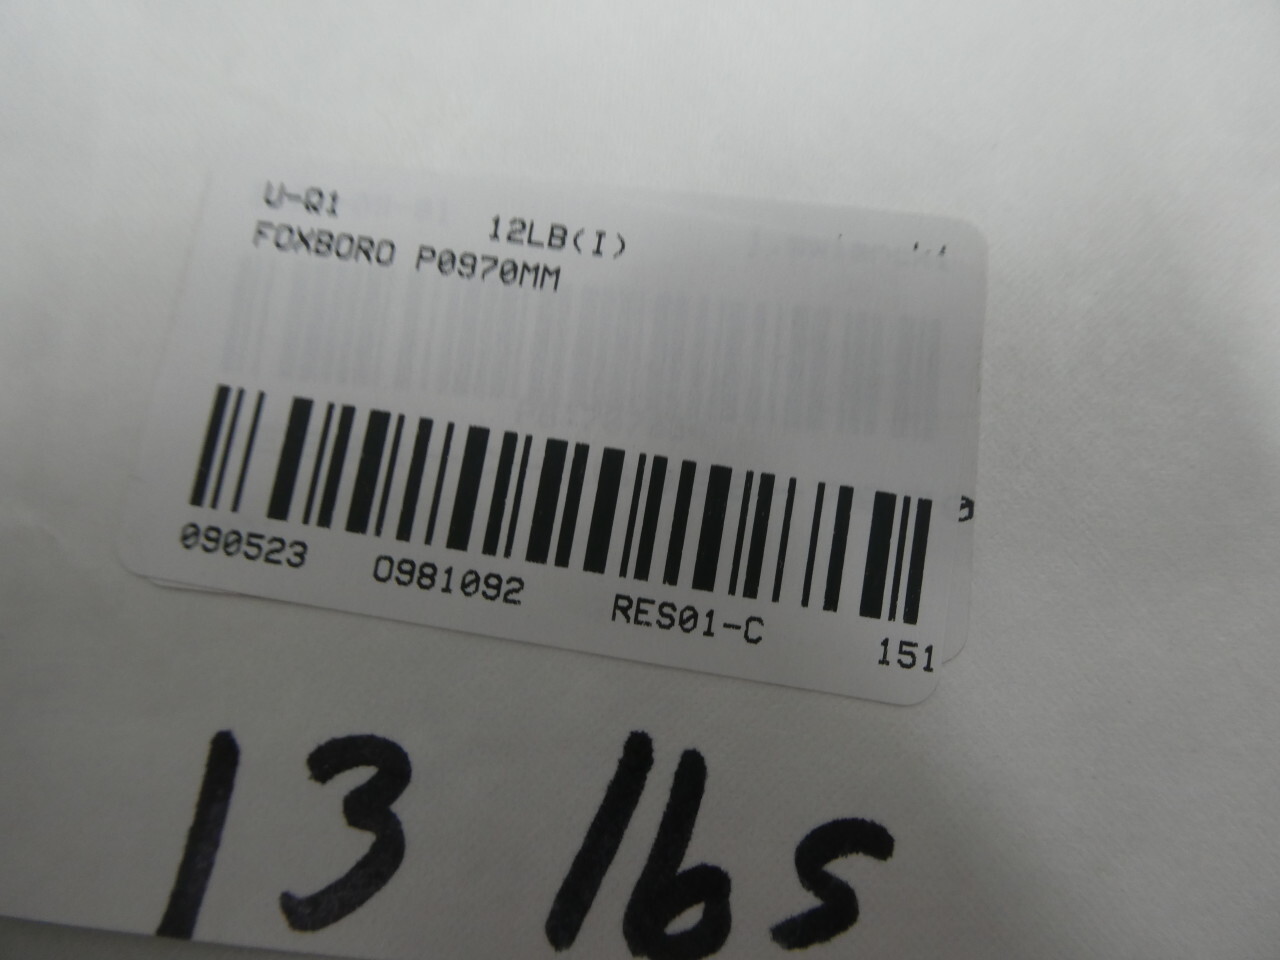 U-Q1 12LB(I)
FOXBORO P0970MM
090523 0981092 RES01-C 151
13 lbs